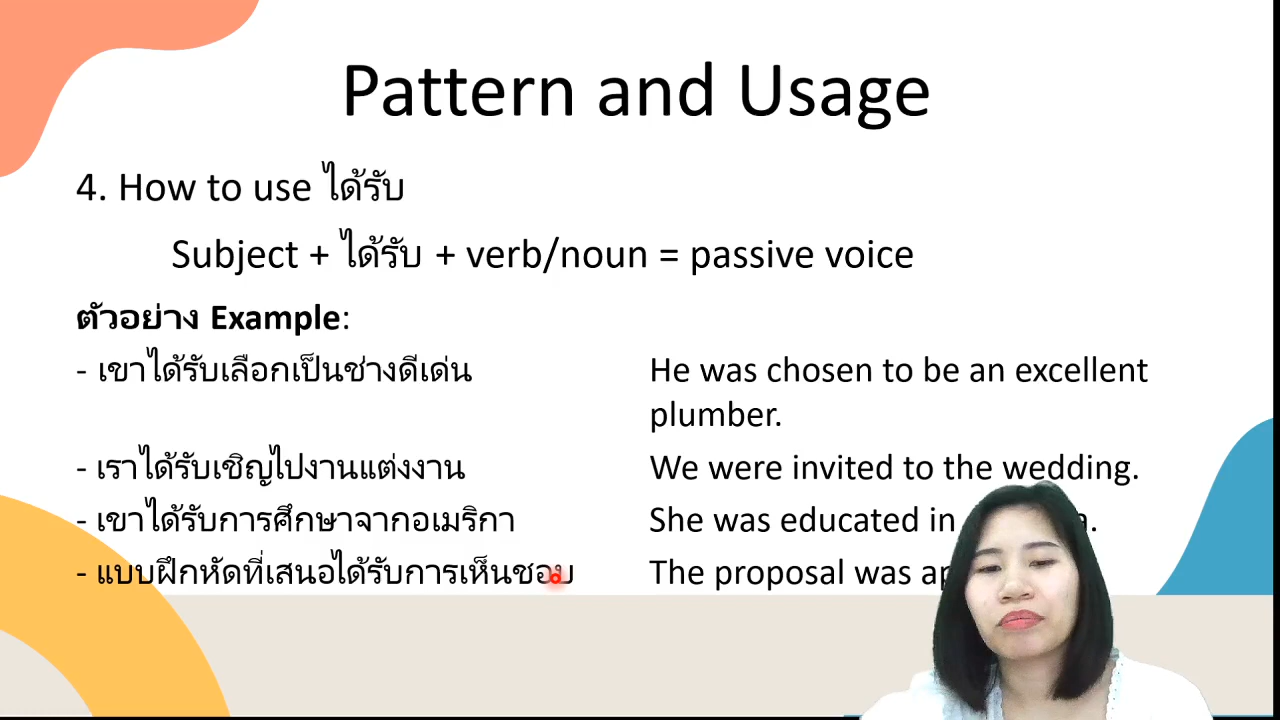 Pattern and Usage
4. How to use ได้รับ
Subject + ได้รับ + verb/noun = passive voice
ตัวอย่าง Example:
- เขาได้รับเลือกเป็นช่างดีเด่น He was chosen to be an excellent
plumber.
- เราได้รับเชิญไปงานแต่งงาน We were invited to the wedding.
- เขาได้รับการศึกษาจากอเมริกา She was educated in
- แบบฝึกหัดที่เสนอได้รับการเห็นชอบ The proposal was